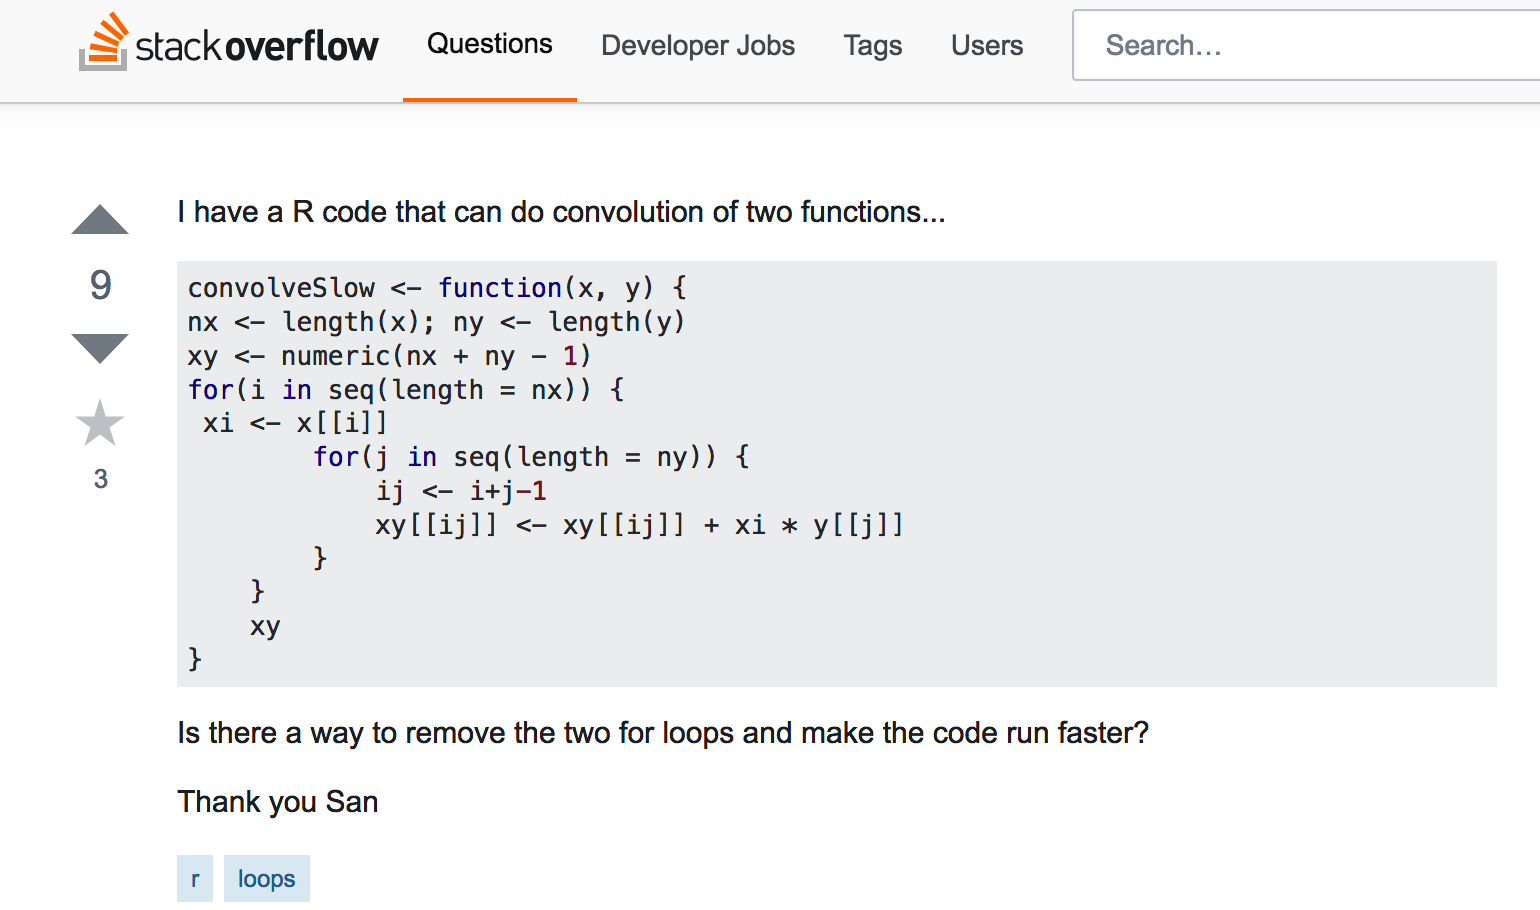 stackoverflow Questions Developer Jobs Tags Users Search...
I have a R code that can do convolution of two functions...
9
convolveSlow <- function(x, y) {
nx <- length(x); ny <- length(y)
xy <- numeric(nx + ny - 1)
for(i in seq(length = nx)) {
 xi <- x[[i]]
        for(j in seq(length = ny)) {
            ij <- i+j-1
            xy[[ij]] <- xy[[ij]] + xi * y[[j]]
        }
    }
    xy
}
3
Is there a way to remove the two for loops and make the code run faster?
Thank you San
r loops